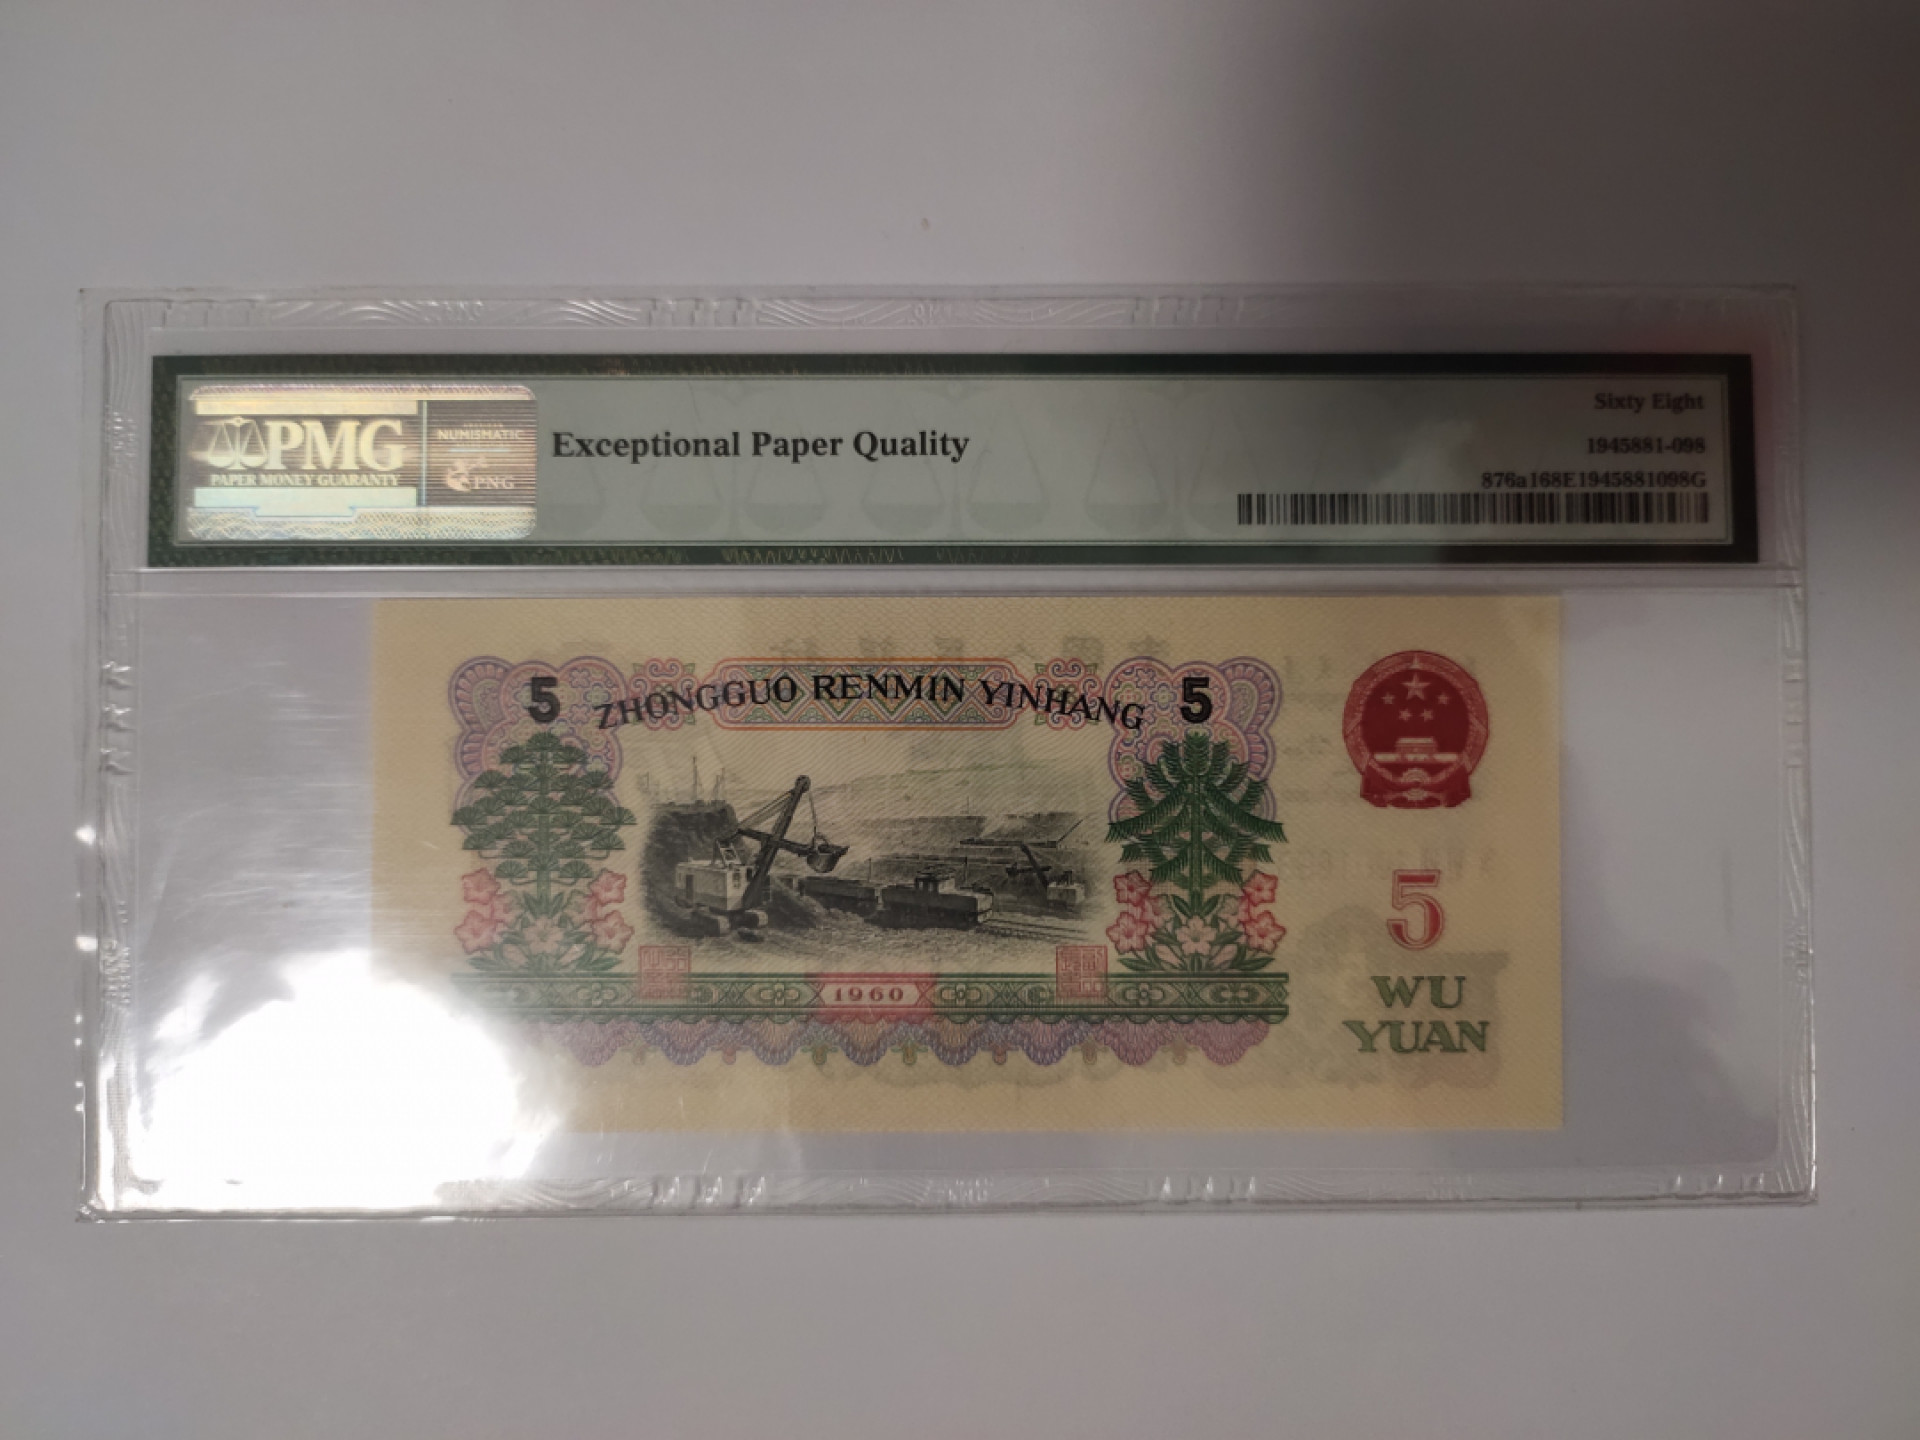 PMG
PAPER MONEY GUARANTY
NUMISMATIC
PNG
Exceptional Paper Quality
Sixty Eight
1945881-098
876a168E1945881098G
5 ZHONGGUO RENMIN YINHANG 5
1960
5
WU
YUAN